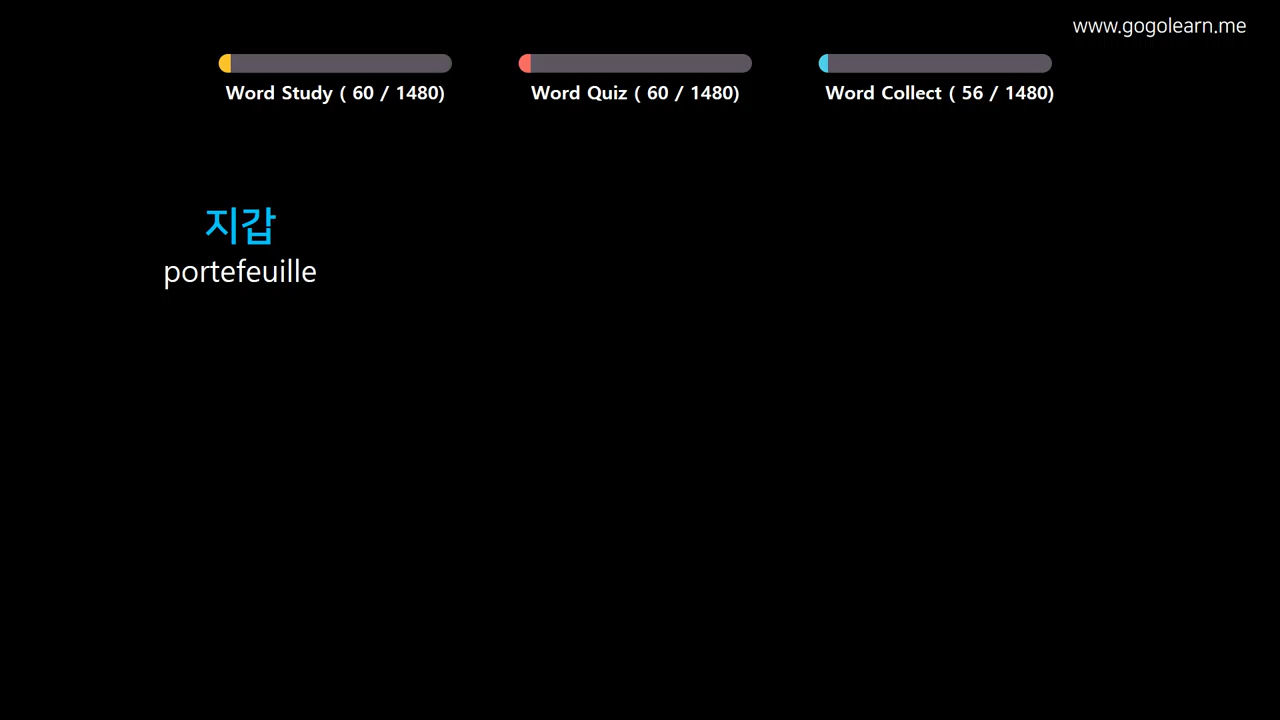 www.gogolearn.me
Word Study ( 60 / 1480)
Word Quiz ( 60 / 1480)
Word Collect ( 56 / 1480)
지갑
portefeuille